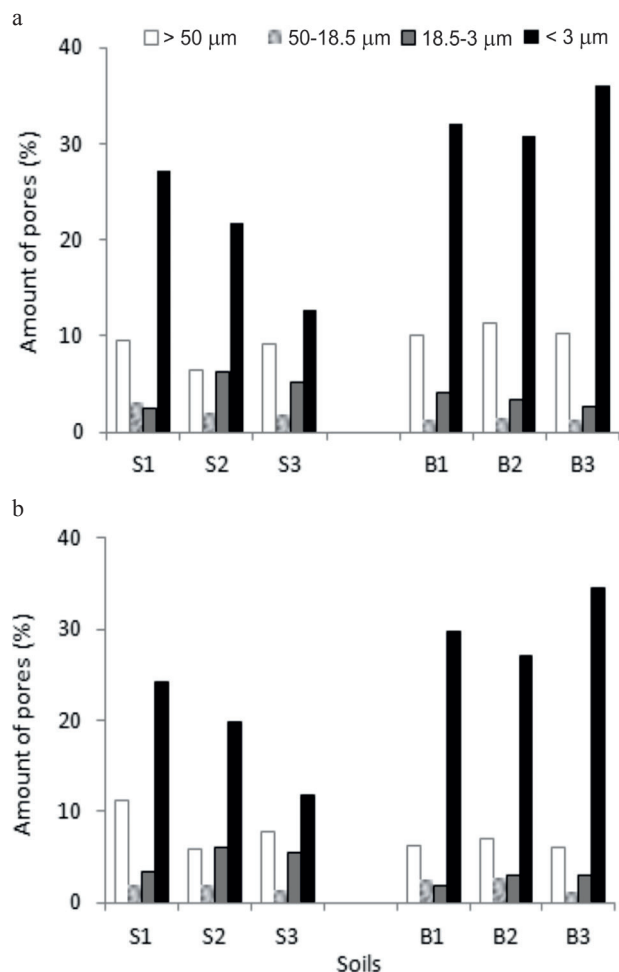 a
> 50 μm 50-18.5 μm 18.5-3 μm < 3 μm
40
30
20
10
0
Amount of pores (%)
S1 S2 S3 B1 B2 B3
b
40
30
20
10
0
Amount of pores (%)
S1 S2 S3 B1 B2 B3
Soils